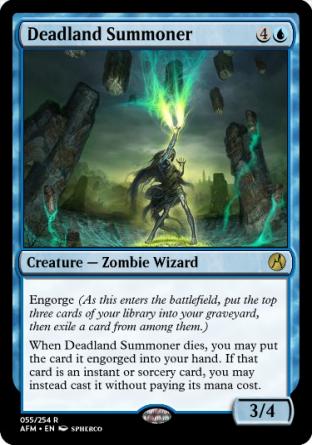 Deadland Summoner 4
Creature — Zombie Wizard
Engorge (As this enters the battlefield, put the top
three cards of your library into your graveyard,
then exile a card from among them.)
When Deadland Summoner dies, you may put
the card it engorged into your hand. If that
card is an instant or sorcery card, you may
instead cast it without paying its mana cost.
3/4
055/254 R
AFM • EN SPHERCO